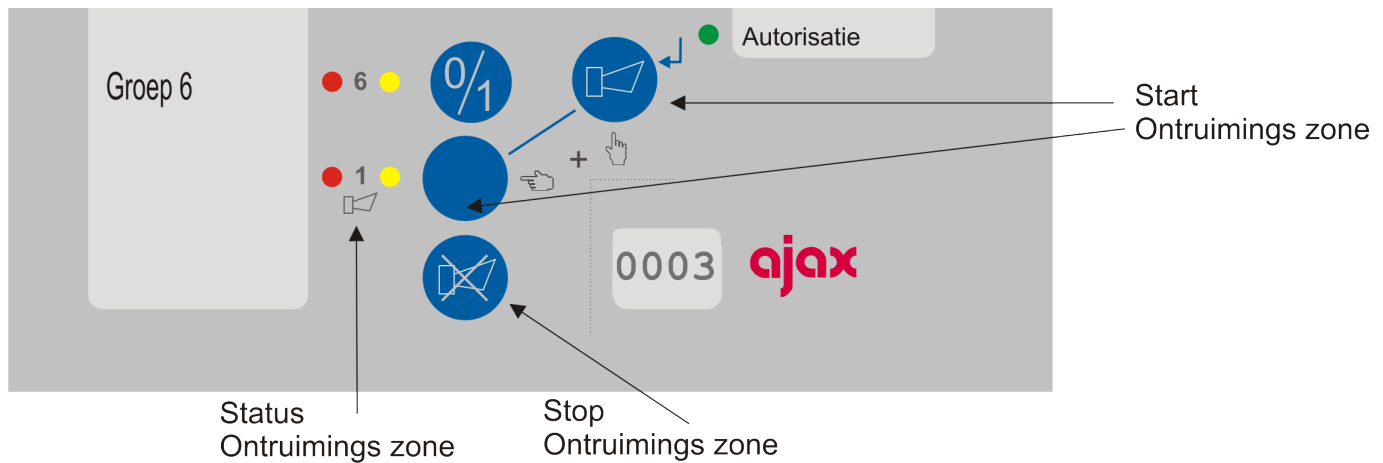 Autorisatie
Groep 6
6
0/1
Start
Ontruimings zone
+
1
0003
ajax
Status
Ontruimings zone
Stop
Ontruimings zone